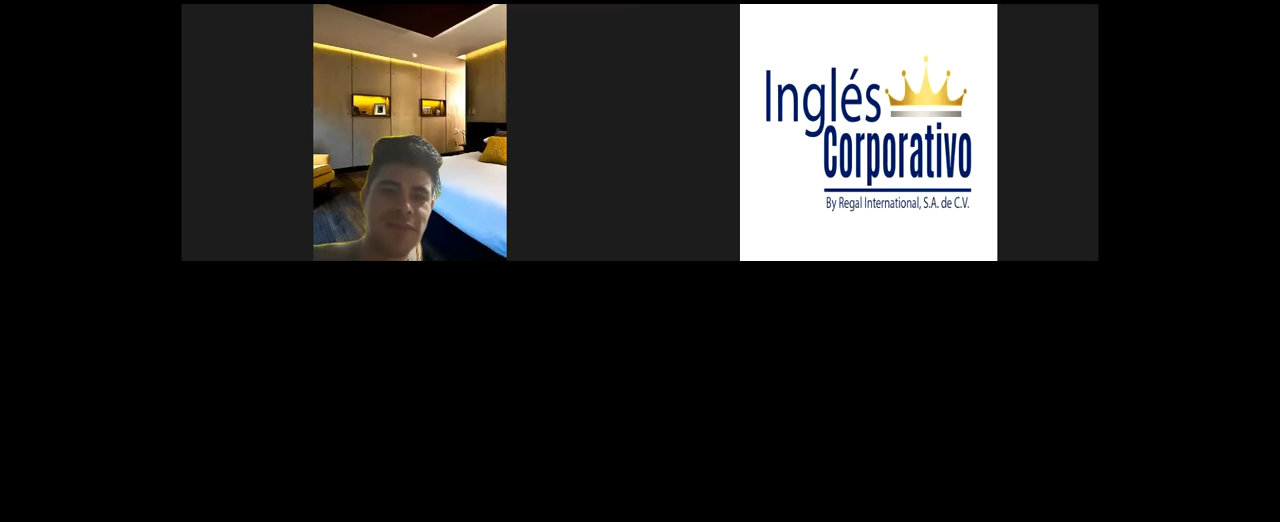 Inglés
Corporativo
By Regal International, S.A. de C.V.